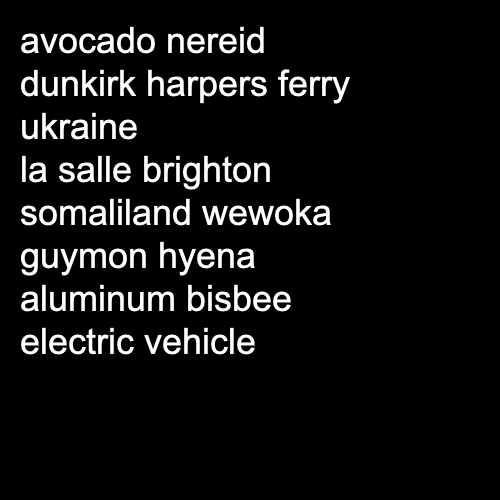 avocado nereid
dunkirk harpers ferry
ukraine
la salle brighton
somaliland wewoka
guymon hyena
aluminum bisbee
electric vehicle